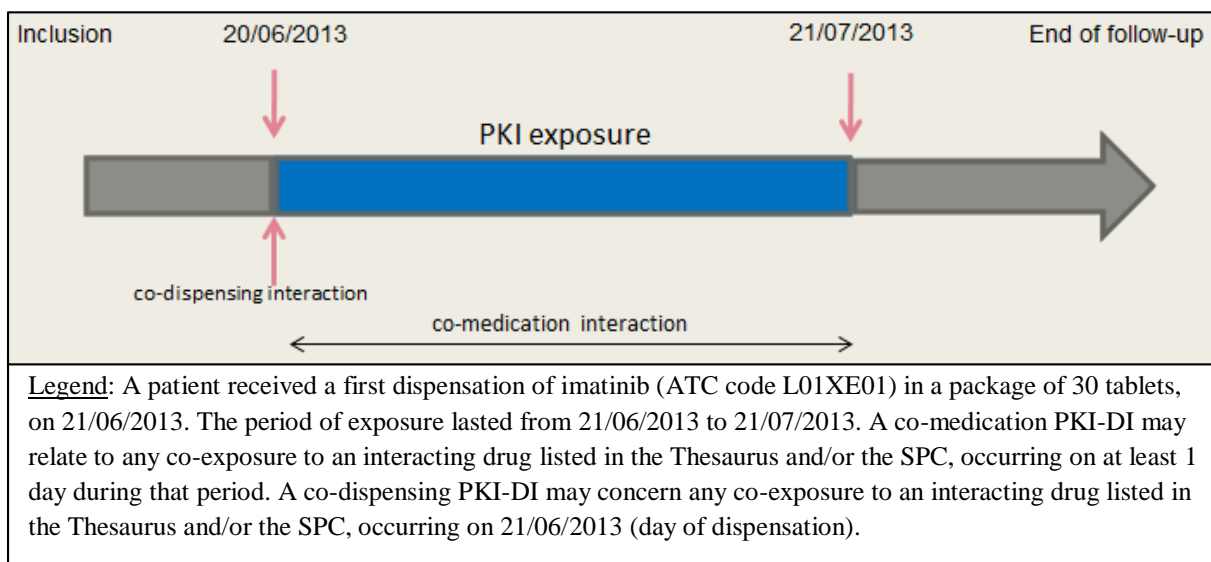 Inclusion 20/06/2013 21/07/2013 End of follow-up
PKI exposure
co-dispensing interaction
co-medication interaction
Legend: A patient received a first dispensation of imatinib (ATC code L01XE01) in a package of 30 tablets,
on 21/06/2013. The period of exposure lasted from 21/06/2013 to 21/07/2013. A co-medication PKI-DI may
relate to any co-exposure to an interacting drug listed in the Thesaurus and/or the SPC, occurring on at least 1
day during that period. A co-dispensing PKI-DI may concern any co-exposure to an interacting drug listed in
the Thesaurus and/or the SPC, occurring on 21/06/2013 (day of dispensation).